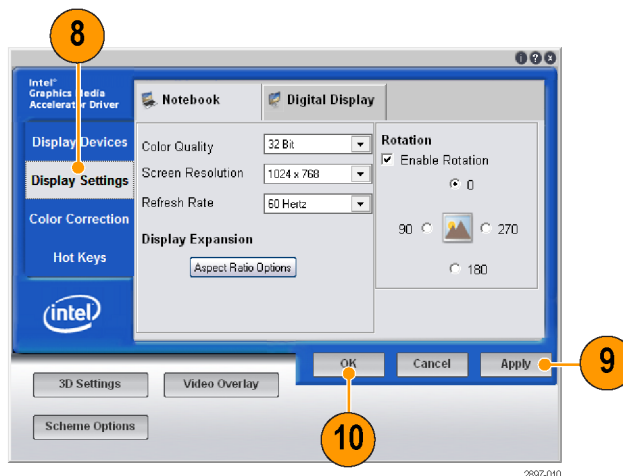 8
Intel®
Graphics Media
Accelerator Driver
Notebook
Digital Display
Display Devices
Display Settings
Color Correction
Hot Keys
intel
Color Quality
32 Bit
Screen Resolution
1024 x 768
Refresh Rate
60 Hertz
Display Expansion
Aspect Ratio Options
Rotation
Enable Rotation
0
90
270
180
OK
Cancel
Apply
9
3D Settings
Video Overlay
Scheme Options
10
2897-010